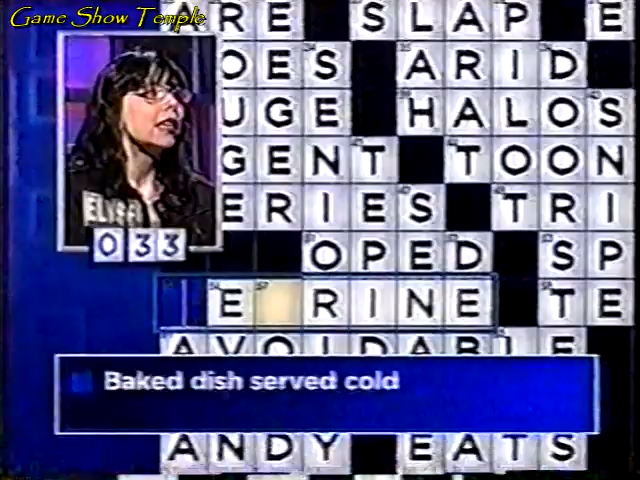 Game Show Temple
ARE SLAP E
OES ARID
UGE HALOS
GENT TOON
ERIES TRI
OPED SP
E RINE TE
AVOIDABLE
ANDY EATS
033
Baked dish served cold